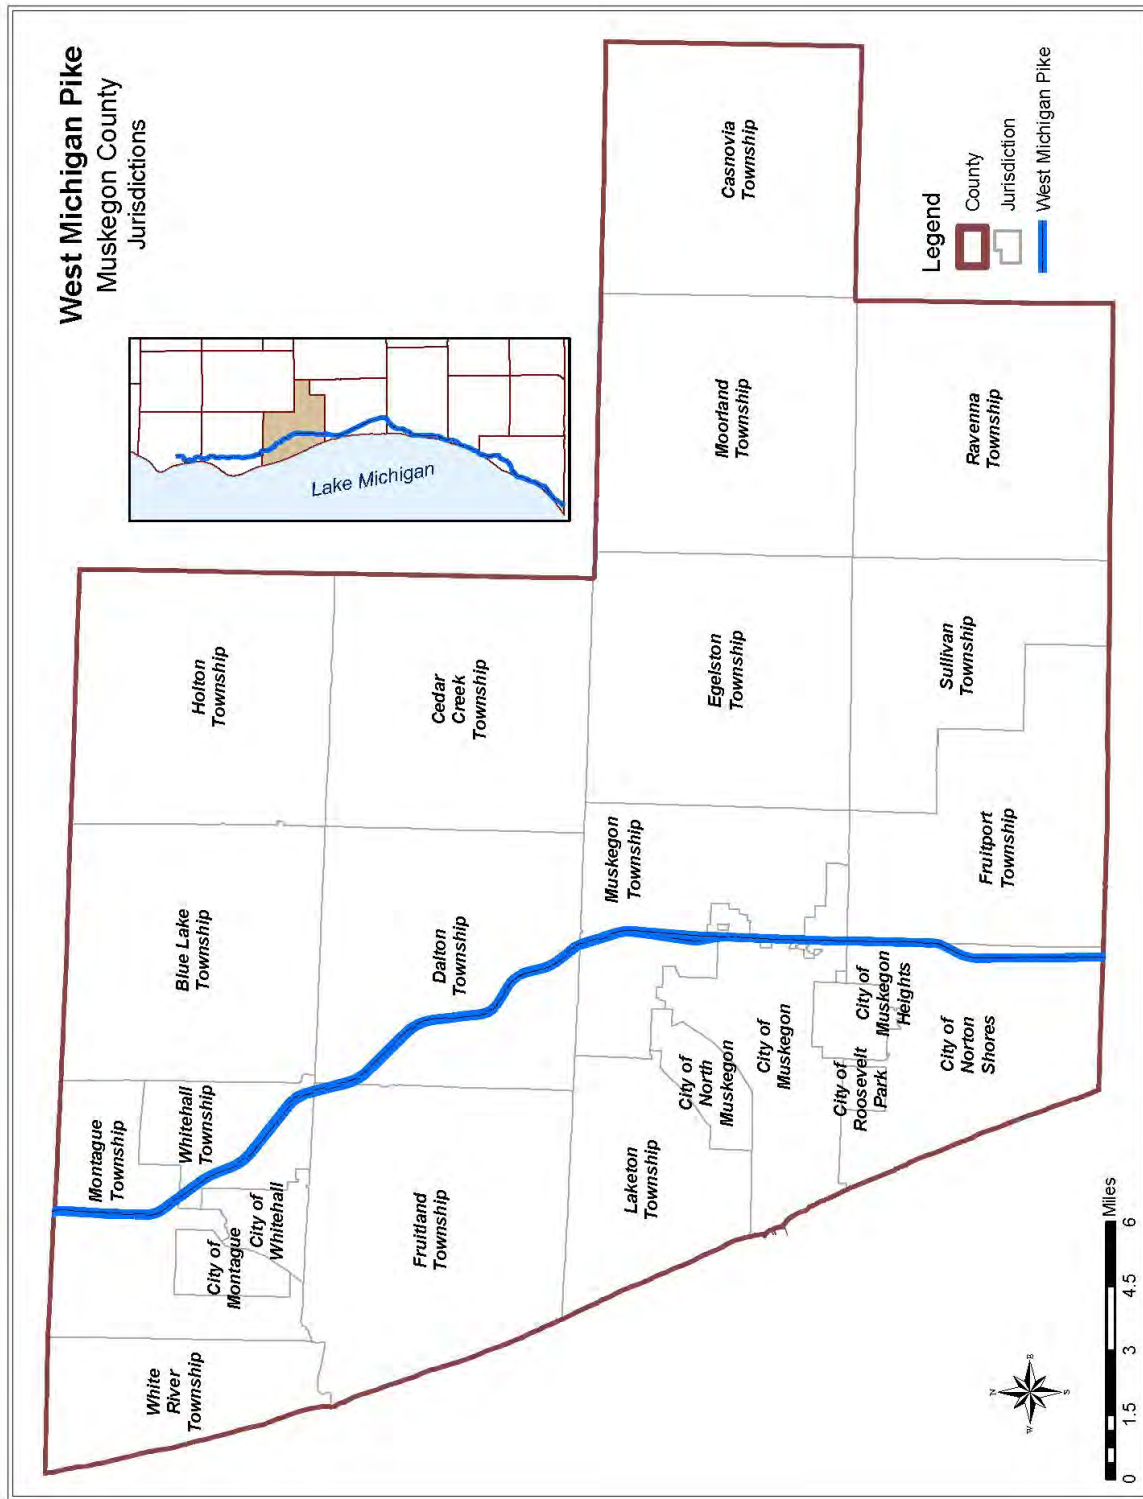 West Michigan Pike
Muskegon County
Jurisdictions
Lake Michigan
Holton
Township
Blue Lake
Township
Montague
Township
Whitehall
Township
City of
Whitehall
City of
Montague
White
River
Township
Cedar
Creek
Township
Dalton
Township
Fruitland
Township
Casnovia
Township
Moorland
Township
Egelston
Township
Muskegon
Township
City of
North
Muskegon
City of
Muskegon
Laketon
Township
Ravenna
Township
Sullivan
Township
Fruitport
Township
City of
Muskegon
Heights
City of
Roosevelt
Park
City of
Norton
Shores
Legend
County
Jurisdiction
West Michigan Pike
N
W
E
S
0 1.5 3 4.5 6
Miles